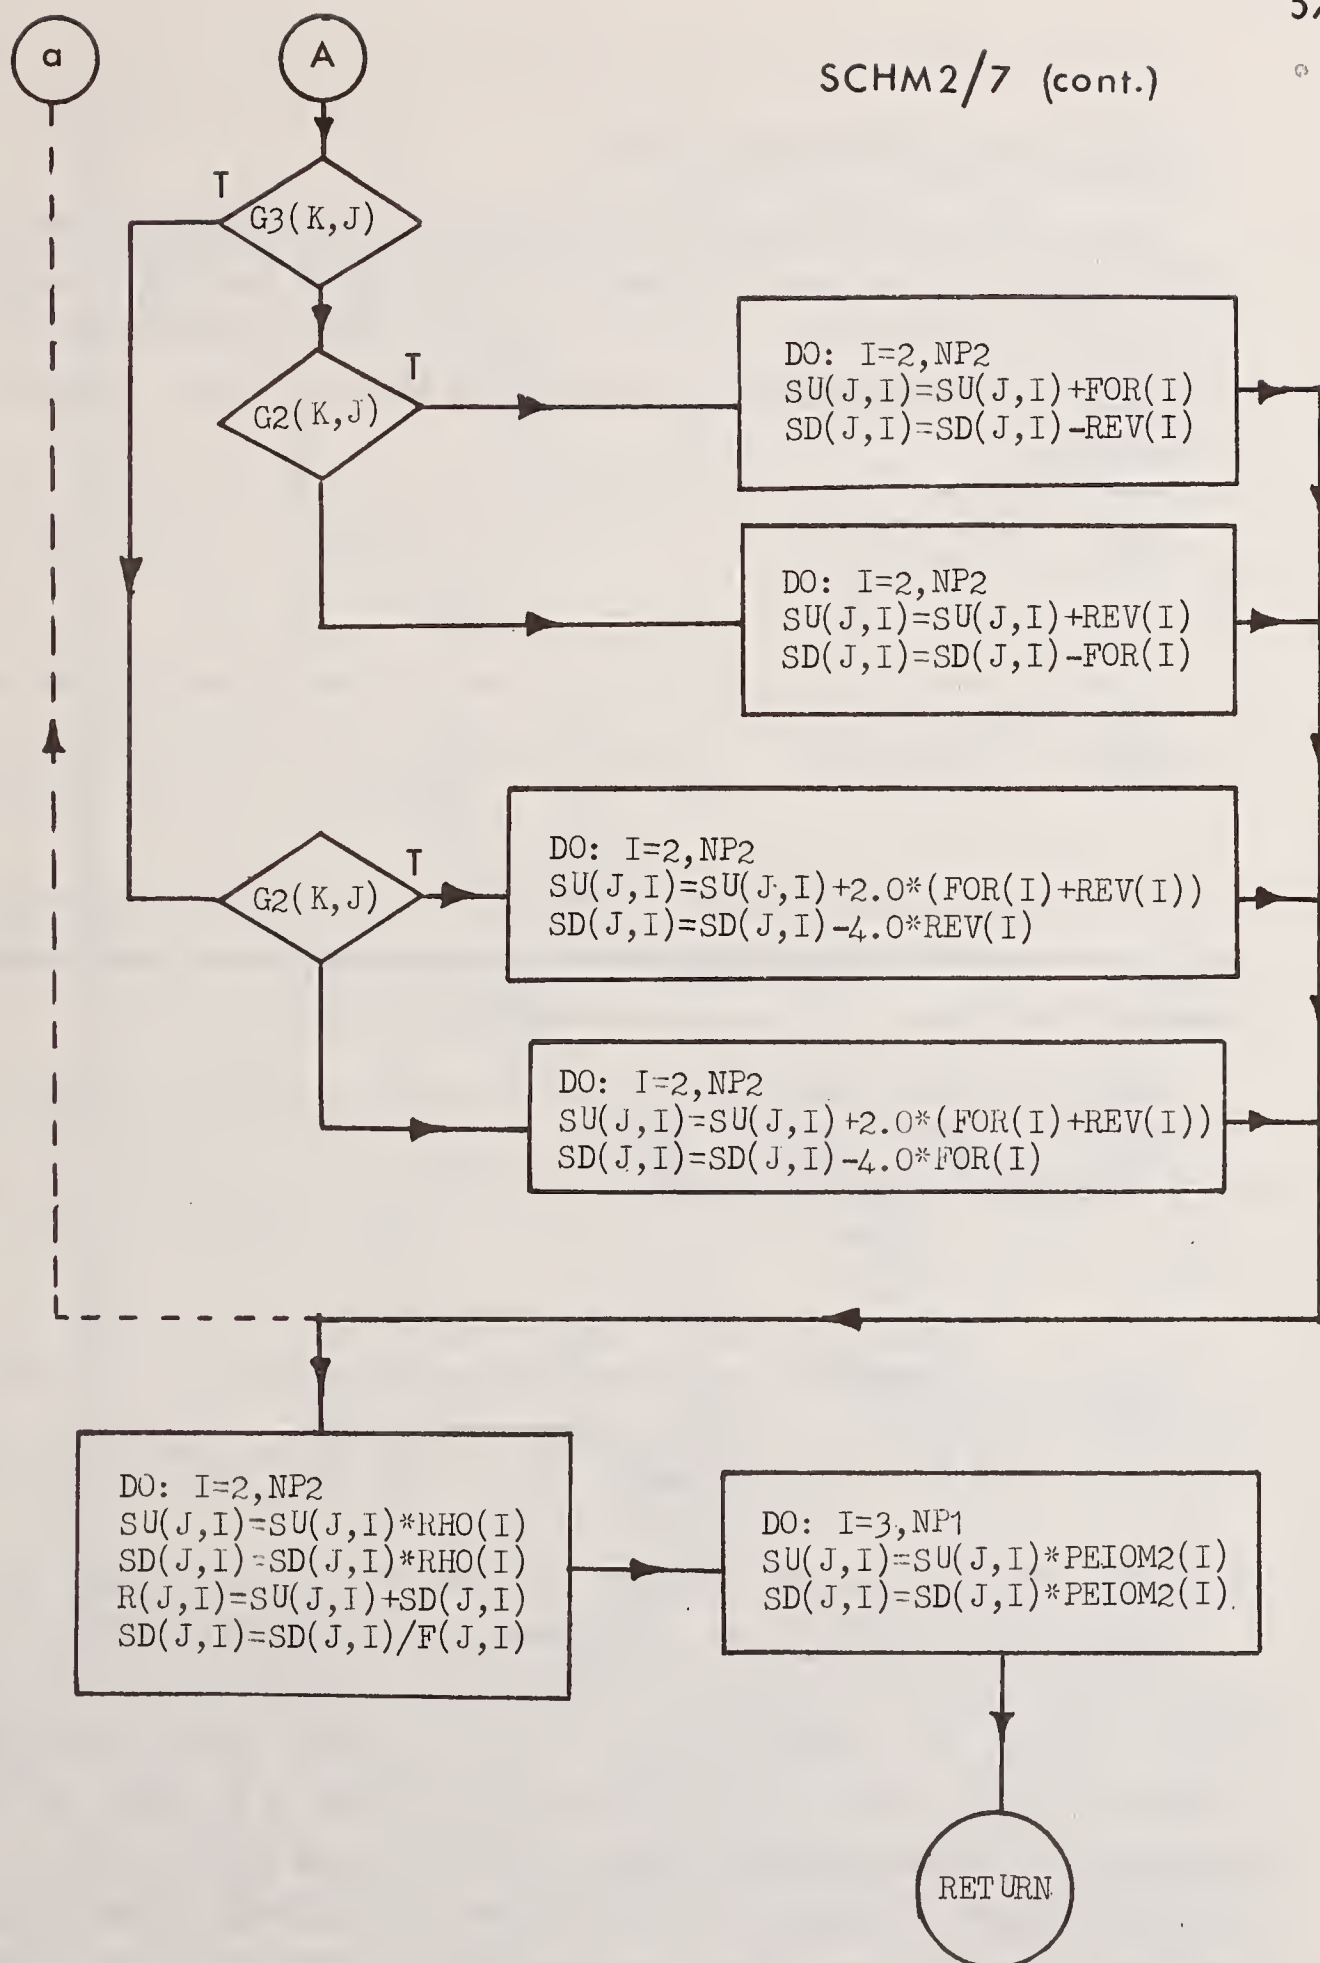 a
A
SCHM2/7 (cont.)
T
G3(K,J)
T
G2(K,J)
DO: I=2,NP2
SU(J,I)=SU(J,I)+FOR(I)
SD(J,I)=SD(J,I)-REV(I)
DO: I=2,NP2
SU(J,I)=SU(J,I)+REV(I)
SD(J,I)=SD(J,I)-FOR(I)
T
G2(K,J)
DO: I=2,NP2
SU(J,I)=SU(J,I)+2.0*(FOR(I)+REV(I))
SD(J,I)=SD(J,I)-4.0*REV(I)
DO: I=2,NP2
SU(J,I)=SU(J,I)+2.0*(FOR(I)+REV(I))
SD(J,I)=SD(J,I)-4.0*FOR(I)
DO: I=2,NP2
SU(J,I)=SU(J,I)*RHO(I)
SD(J,I)=SD(J,I)*RHO(I)
R(J,I)=SU(J,I)+SD(J,I)
SD(J,I)=SD(J,I)/F(J,I)
DO: I=3,NP1
SU(J,I)=SU(J,I)*PEIOM2(I)
SD(J,I)=SD(J,I)*PEIOM2(I).
RETURN